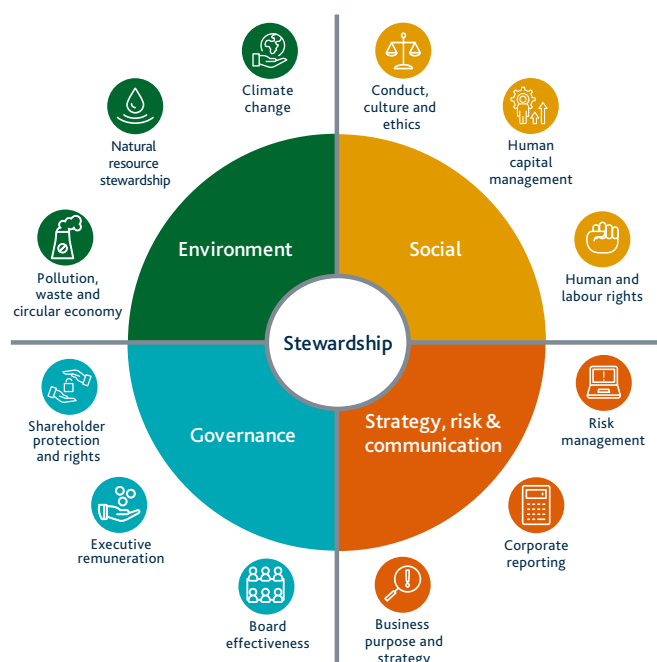 Climate
change
Natural
resource
stewardship
Pollution,
waste and
circular economy
Conduct,
culture and
ethics
Human
capital
management
Human and
labour rights
Environment
Social
Stewardship
Governance
Strategy, risk &
communication
Shareholder
protection
and rights
Executive
remuneration
Board
effectiveness
Risk
management
Corporate
reporting
Business
purpose and
strategy